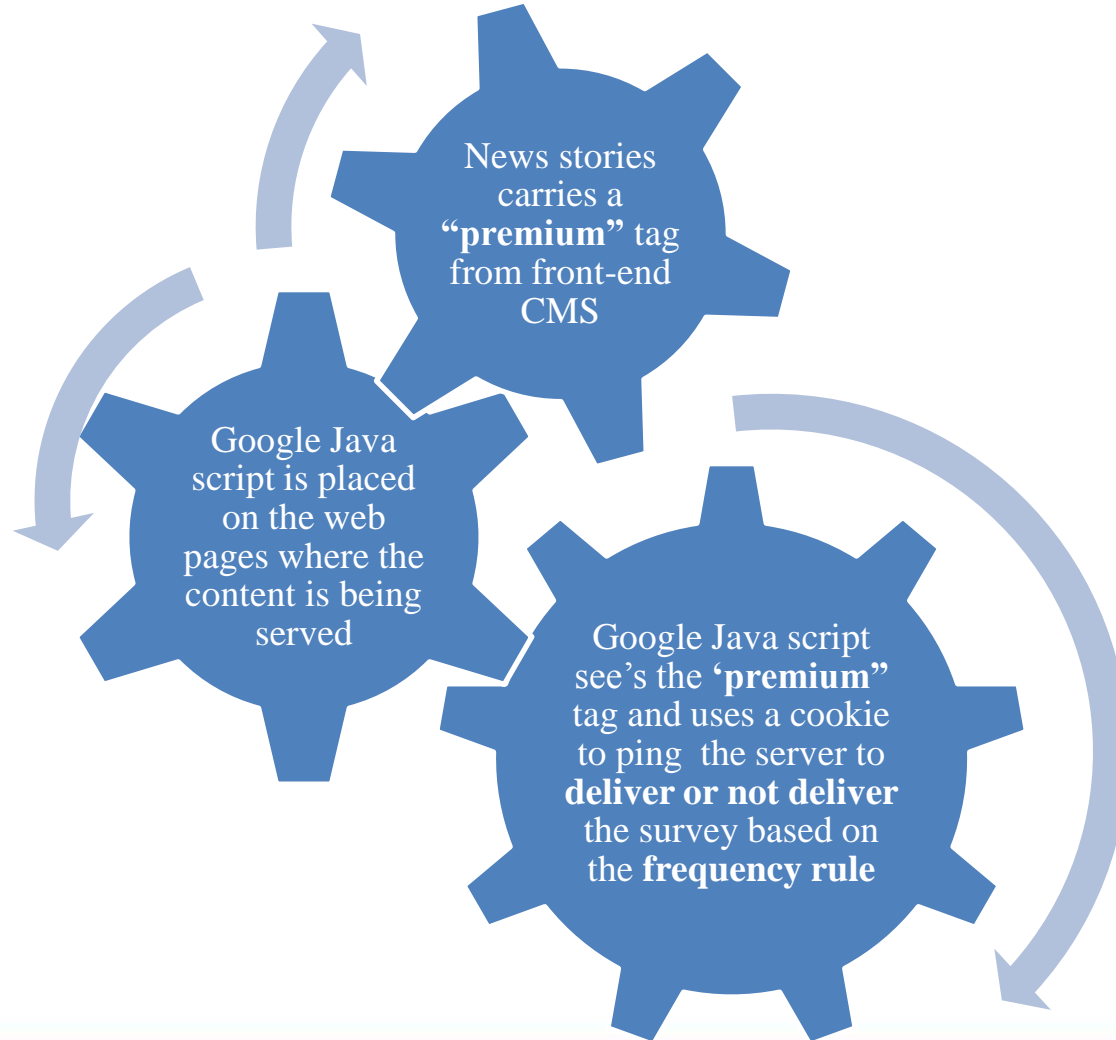 News stories
carries a
“premium” tag
from front-end
CMS
Google Java
script is placed
on the web
pages where the
content is being
served
Google Java script
see's the ‘premium”
tag and uses a cookie
to ping  the server to
deliver or not deliver
the survey based on
the frequency rule